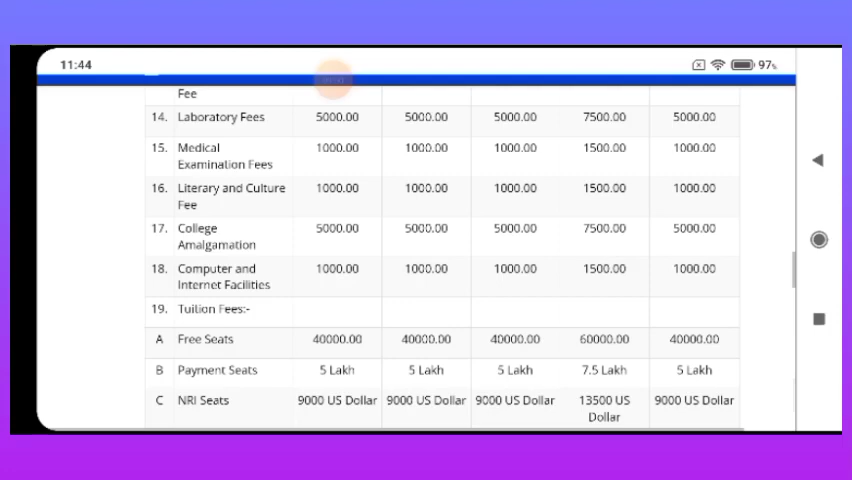 11:44 97%
Fee
14. Laboratory Fees 5000.00 5000.00 5000.00 7500.00 5000.00
15. Medical 1000.00 1000.00 1000.00 1500.00 1000.00
Examination Fees
16. Literary and Culture 1000.00 1000.00 1000.00 1500.00 1000.00
Fee
17. College 5000.00 5000.00 5000.00 7500.00 5000.00
Amalgamation
18. Computer and 1000.00 1000.00 1000.00 1500.00 1000.00
Internet Facilities
19. Tuition Fees:-
A Free Seats 40000.00 40000.00 40000.00 60000.00 40000.00
B Payment Seats 5 Lakh 5 Lakh 5 Lakh 7.5 Lakh 5 Lakh
C NRI Seats 9000 US Dollar 9000 US Dollar 9000 US Dollar 13500 US 9000 US Dollar
Dollar